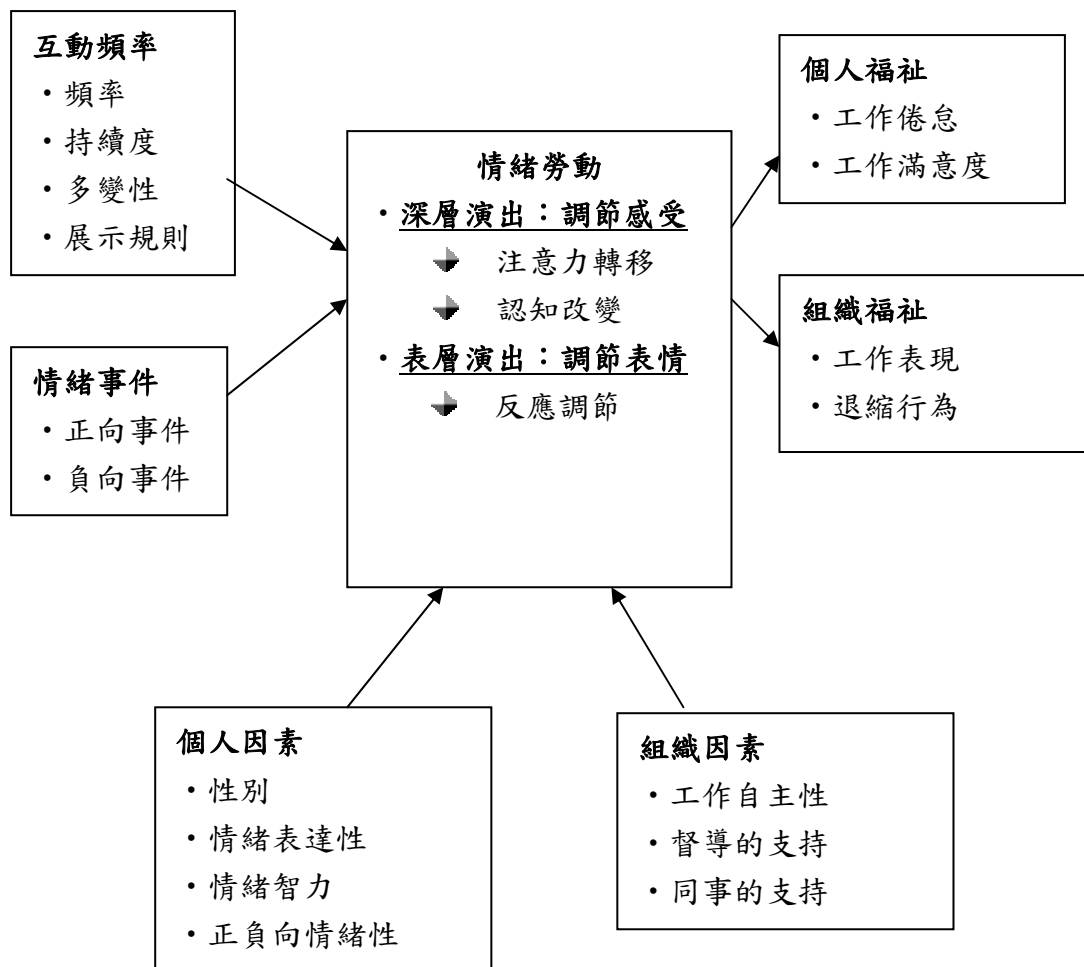 互動頻率
・頻率
・持續度
・多變性
・展示規則
情緒事件
・正向事件
・負向事件
情緒勞動
・深層演出：調節感受
注意力轉移
認知改變
・表層演出：調節表情
反應調節
個人福祉
・工作倦怠
・工作滿意度
組織福祉
・工作表現
・退縮行為
個人因素
・性別
・情緒表達性
・情緒智力
・正負向情緒性
組織因素
・工作自主性
・督導的支持
・同事的支持